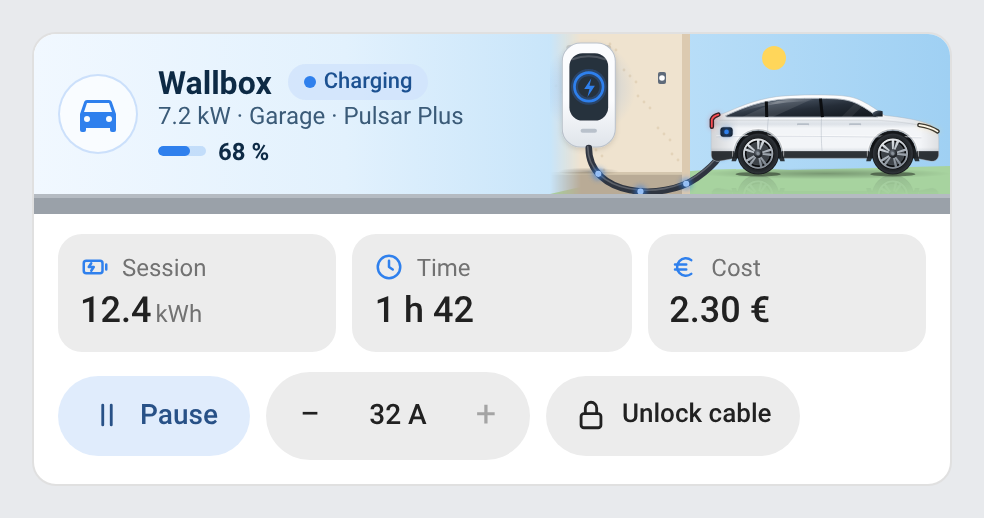 Wallbox
Charging
7.2 kW · Garage · Pulsar Plus
68 %
Session
12.4 kWh
Time
1 h 42
Cost
2.30 €
Pause
− 32 A +
Unlock cable